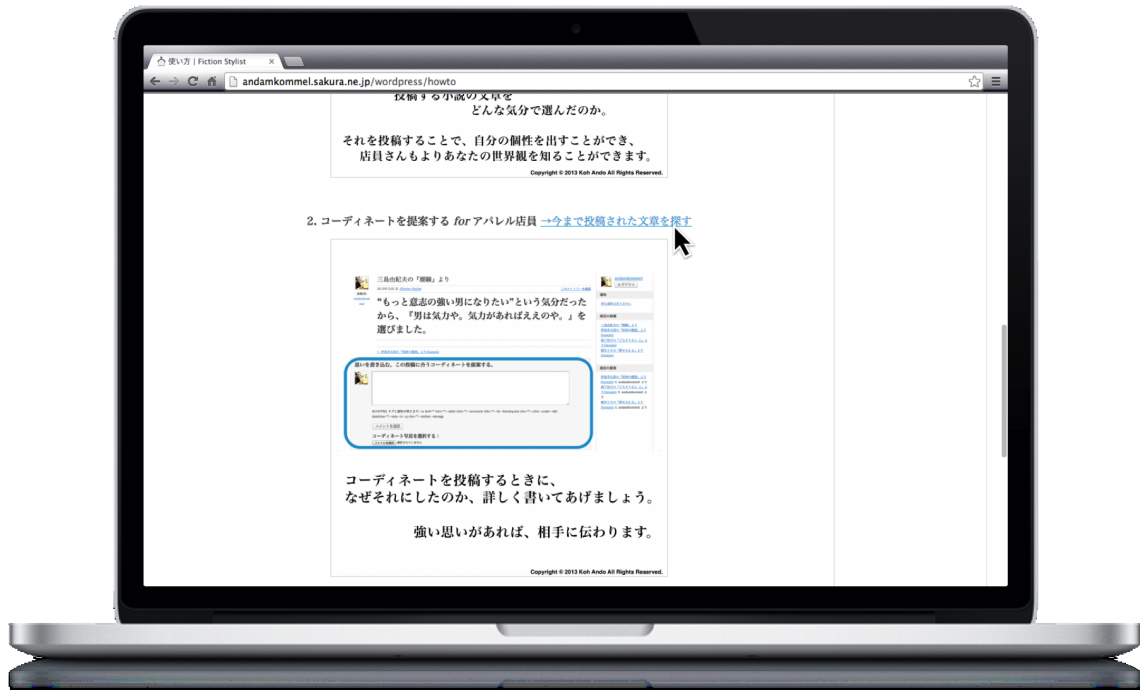 使い方 | Fiction Stylist
andamkommel.sakura.ne.jp/wordpress/howto
投稿する小説の文章を
どんな気分で選んだのか。
それを投稿することで、自分の個性を出すことができ、
店員さんもよりあなたの世界観を知ることができます。
Copyright © 2013 Koh Ando All Rights Reserved.
2. コーディネートを提案する for アパレル店員 →今まで投稿された文章を探す
三島由紀夫の『潮騒』より
“もっと意志の強い男になりたい”という気分だった
から、『男は気力や。気力があればええのや。』を
選びました。
思いを書き込む。この投稿に合うコーディネートを提案する。
コメントを送信
コーディネート写真を選択する：
コーディネートを投稿するときに、
なぜそれにしたのか、詳しく書いてあげましょう。
強い思いがあれば、相手に伝わります。
Copyright © 2013 Koh Ando All Rights Reserved.